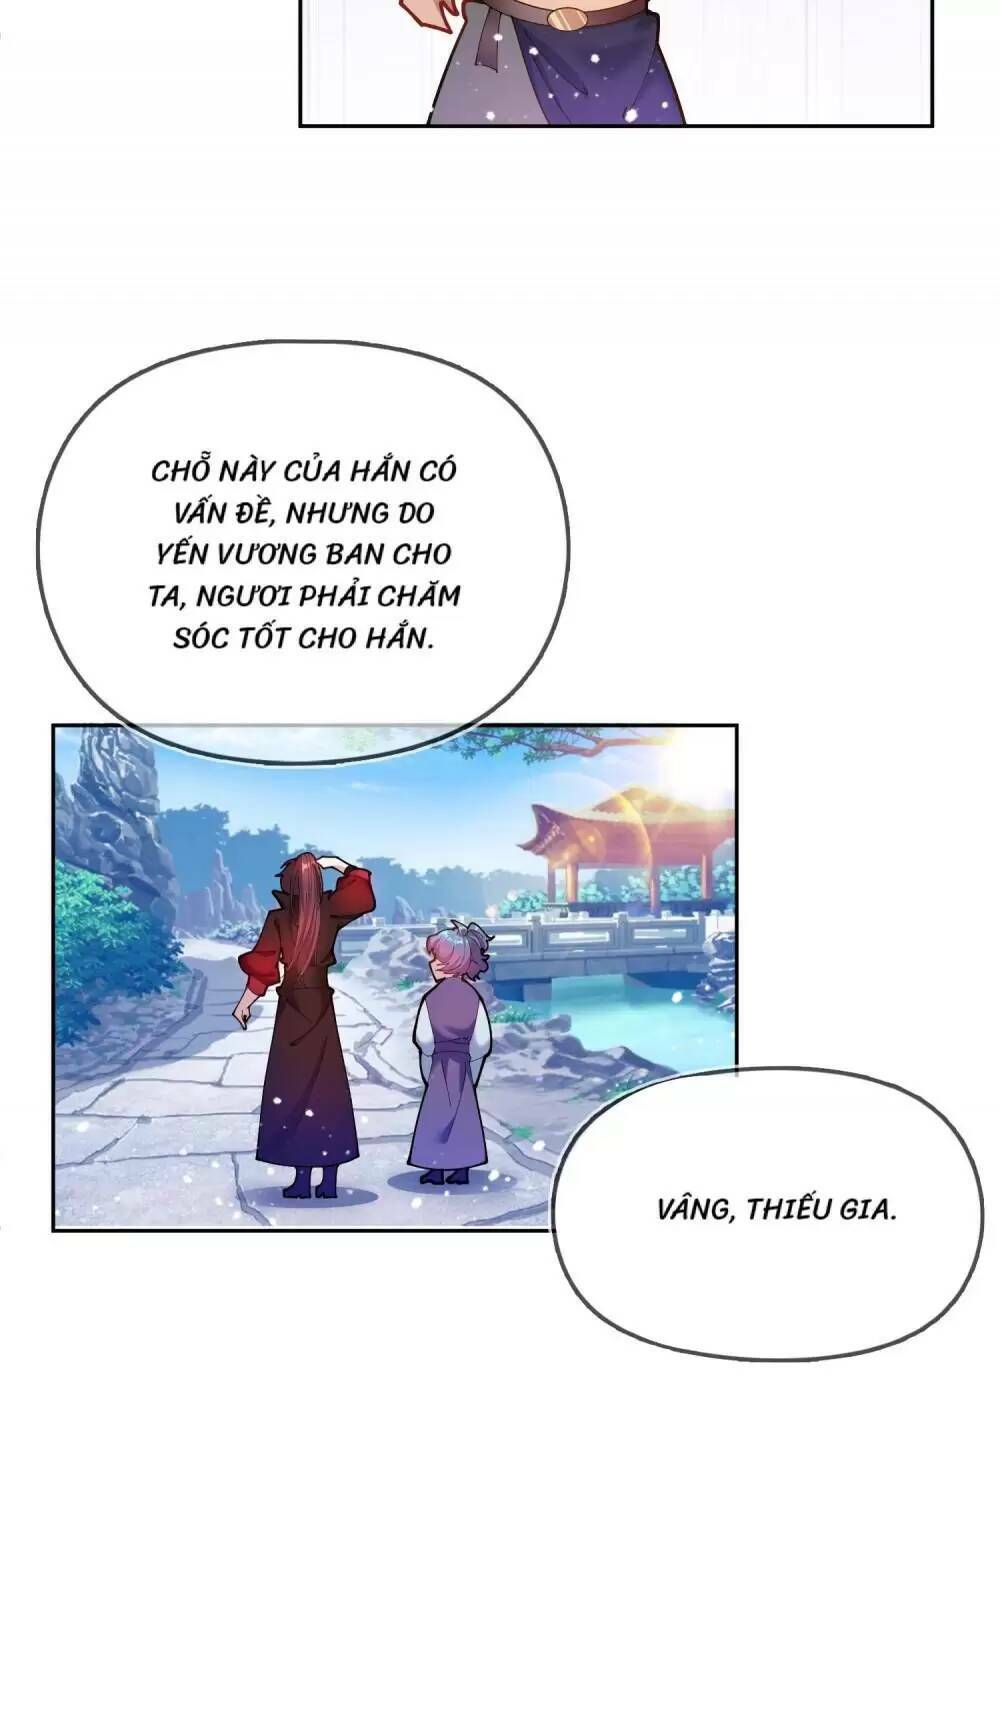 CHỖ NÀY CỦA HẮN CÓ
VẤN ĐỀ, NHƯNG DO
YẾN VƯƠNG BAN CHO
TA, NGƯƠI PHẢI CHĂM
SÓC TỐT CHO HẮN.
VÂNG, THIẾU GIA.